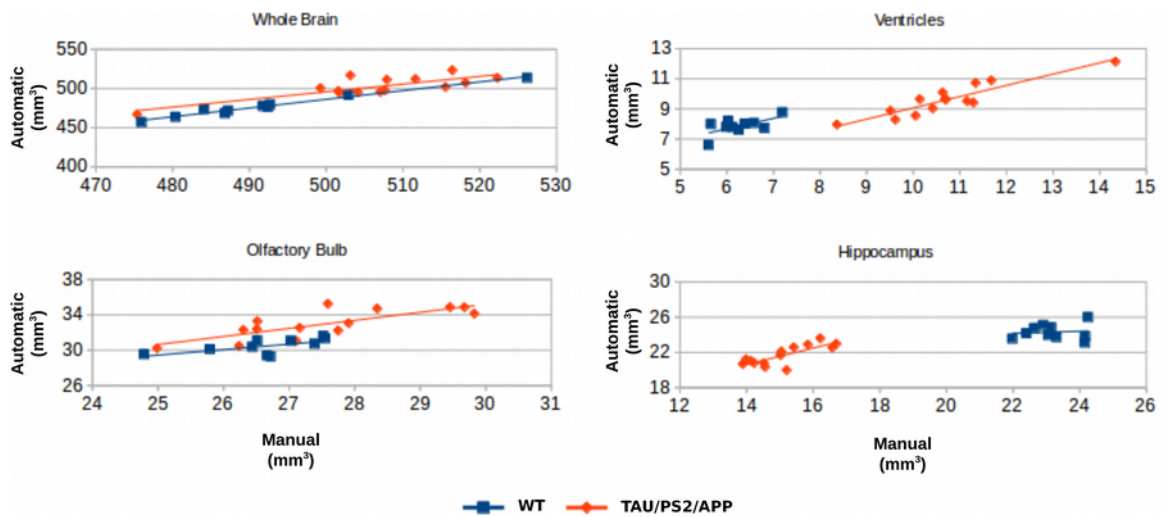 Whole Brain
Automatic
(mm³)
550
500
450
400
470 480 490 500 510 520 530
Ventricles
Automatic
(mm³)
13
11
9
7
5
5 6 7 8 9 10 11 12 13 14 15
Olfactory Bulb
Automatic
(mm³)
38
34
30
26
24 25 26 27 28 29 30 31
Manual
(mm³)
Hippocampus
Automatic
(mm³)
30
26
22
18
12 14 16 18 20 22 24 26
Manual
(mm³)
WT TAU/PS2/APP